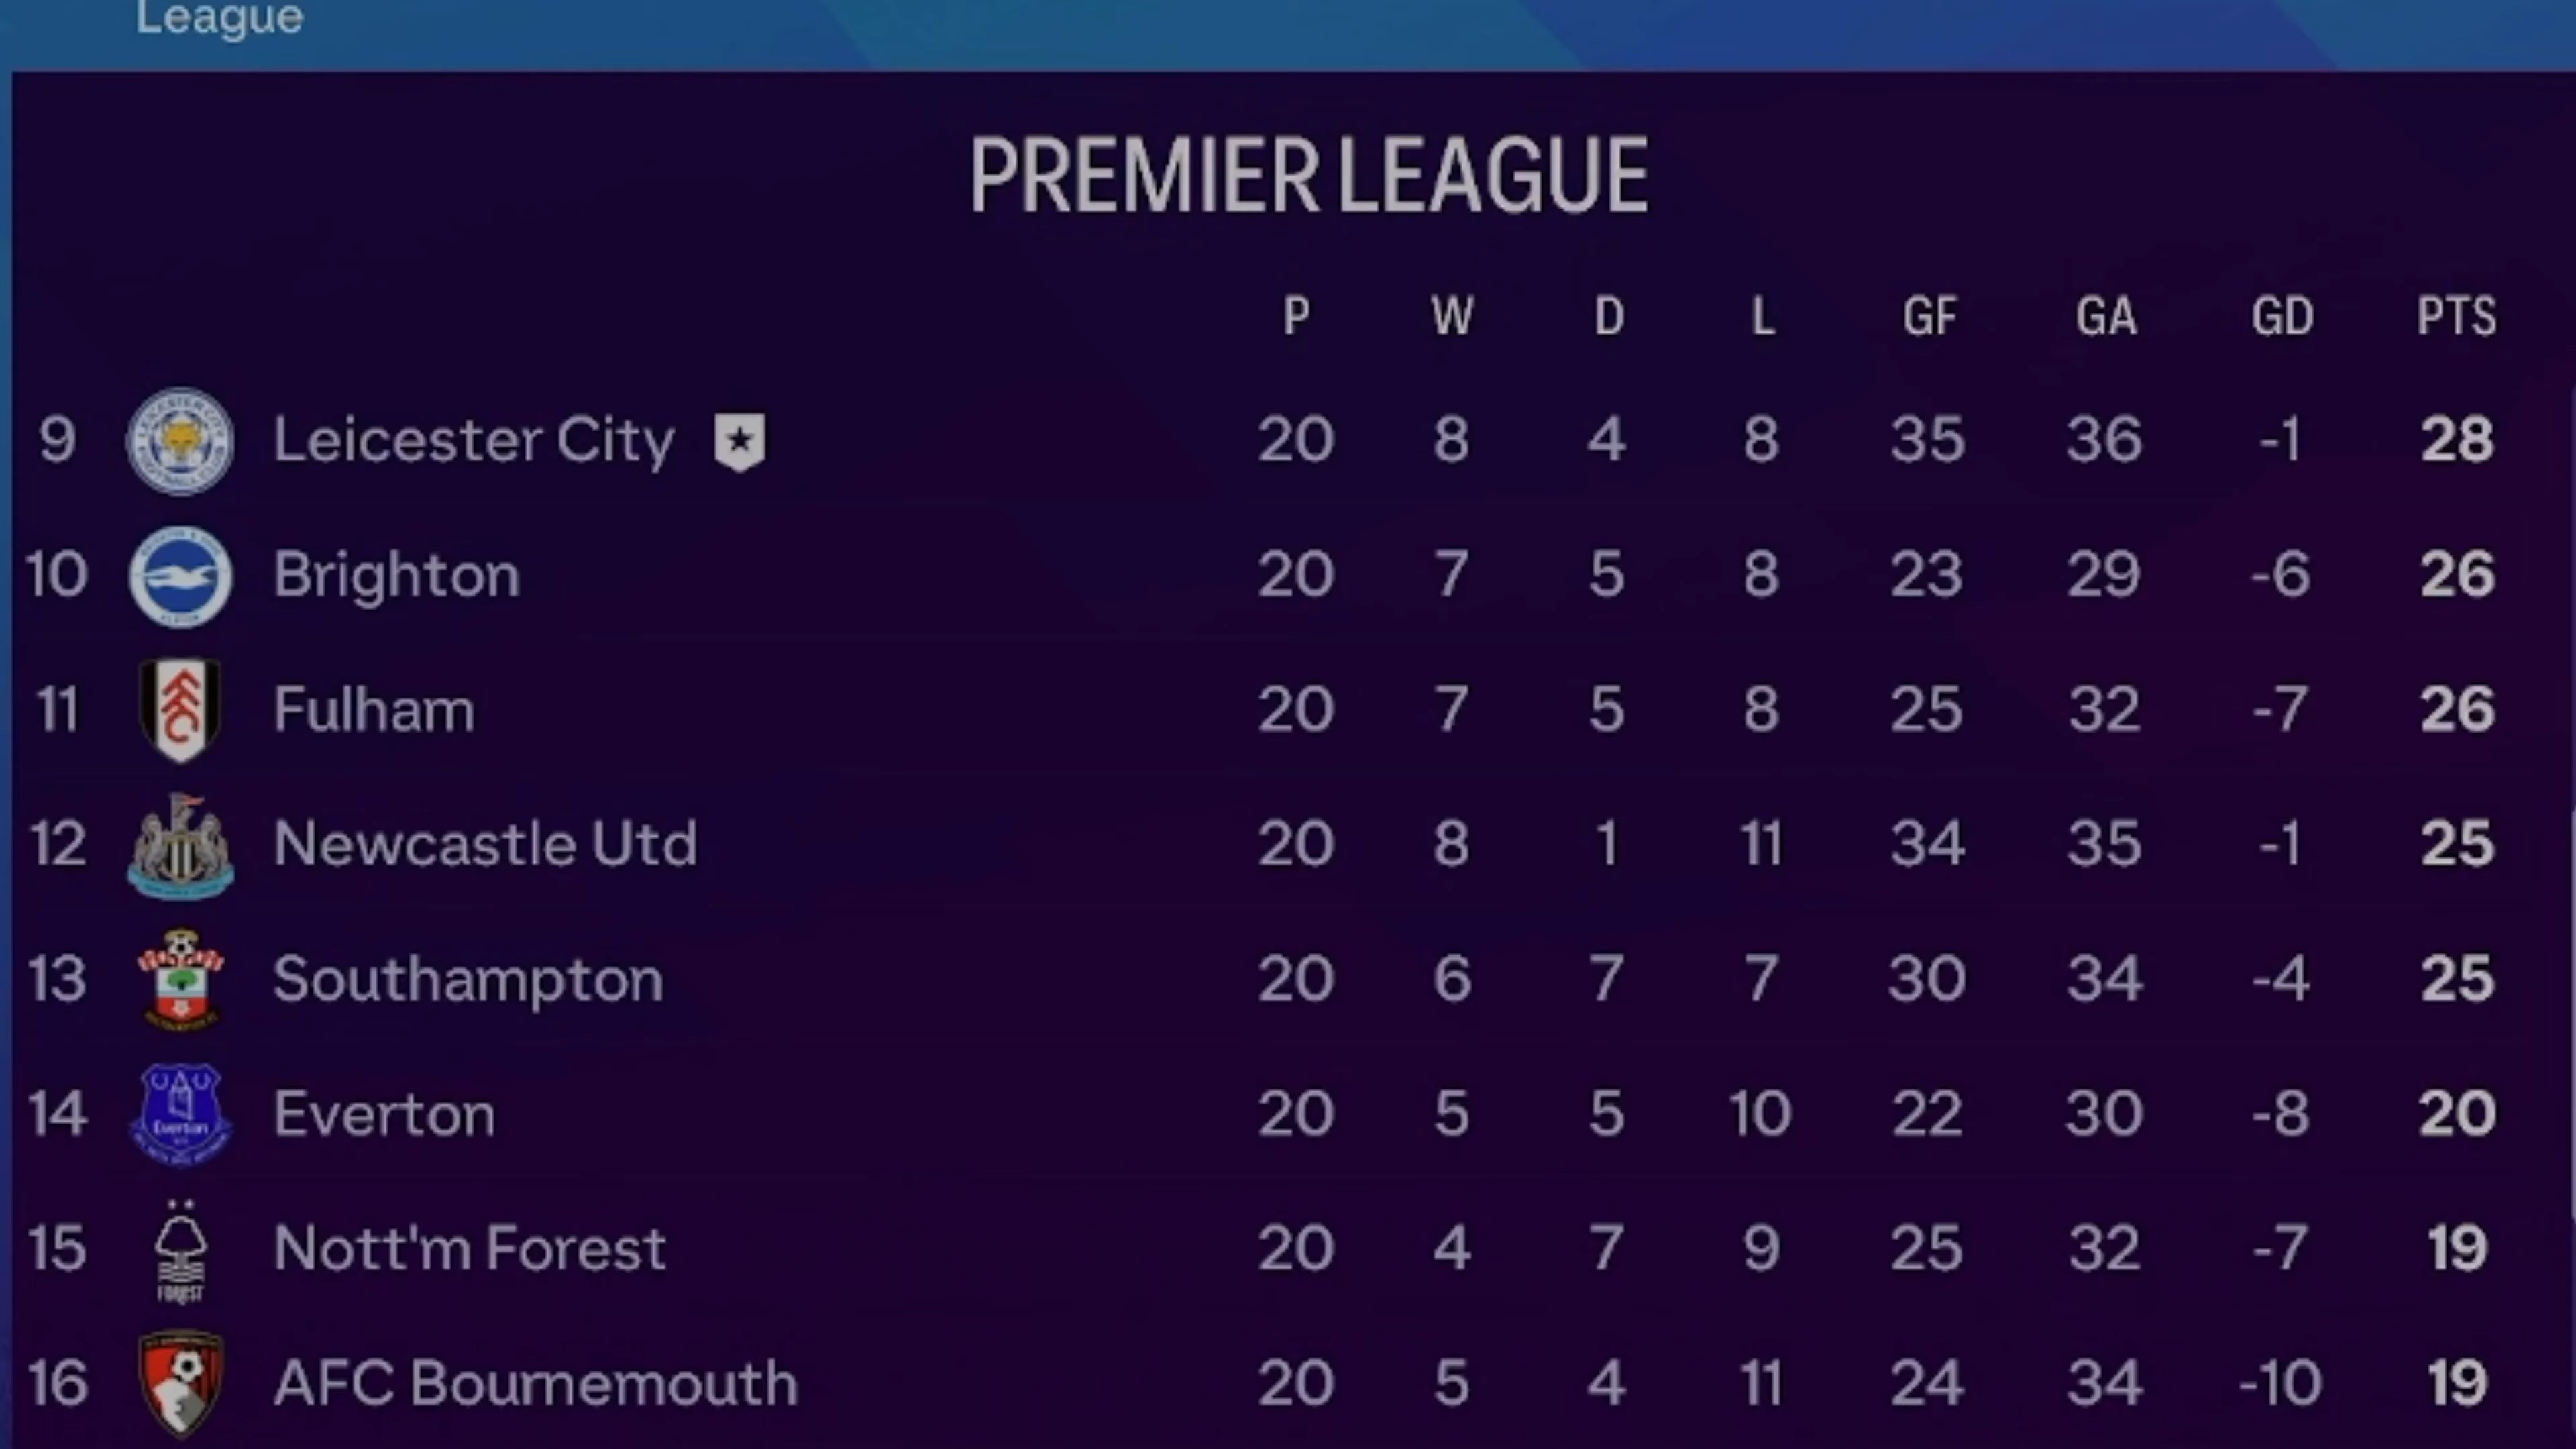 League
PREMIER LEAGUE
P W D L GF GA GD PTS
9 Leicester City 20 8 4 8 35 36 -1 28
10 Brighton 20 7 5 8 23 29 -6 26
11 Fulham 20 7 5 8 25 32 -7 26
12 Newcastle Utd 20 8 1 11 34 35 -1 25
13 Southampton 20 6 7 7 30 34 -4 25
14 Everton 20 5 5 10 22 30 -8 20
Everton
15 Nott'm Forest 20 4 7 9 25 32 -7 19
FOREST
16 AFC Bournemouth 20 5 4 11 24 34 -10 19